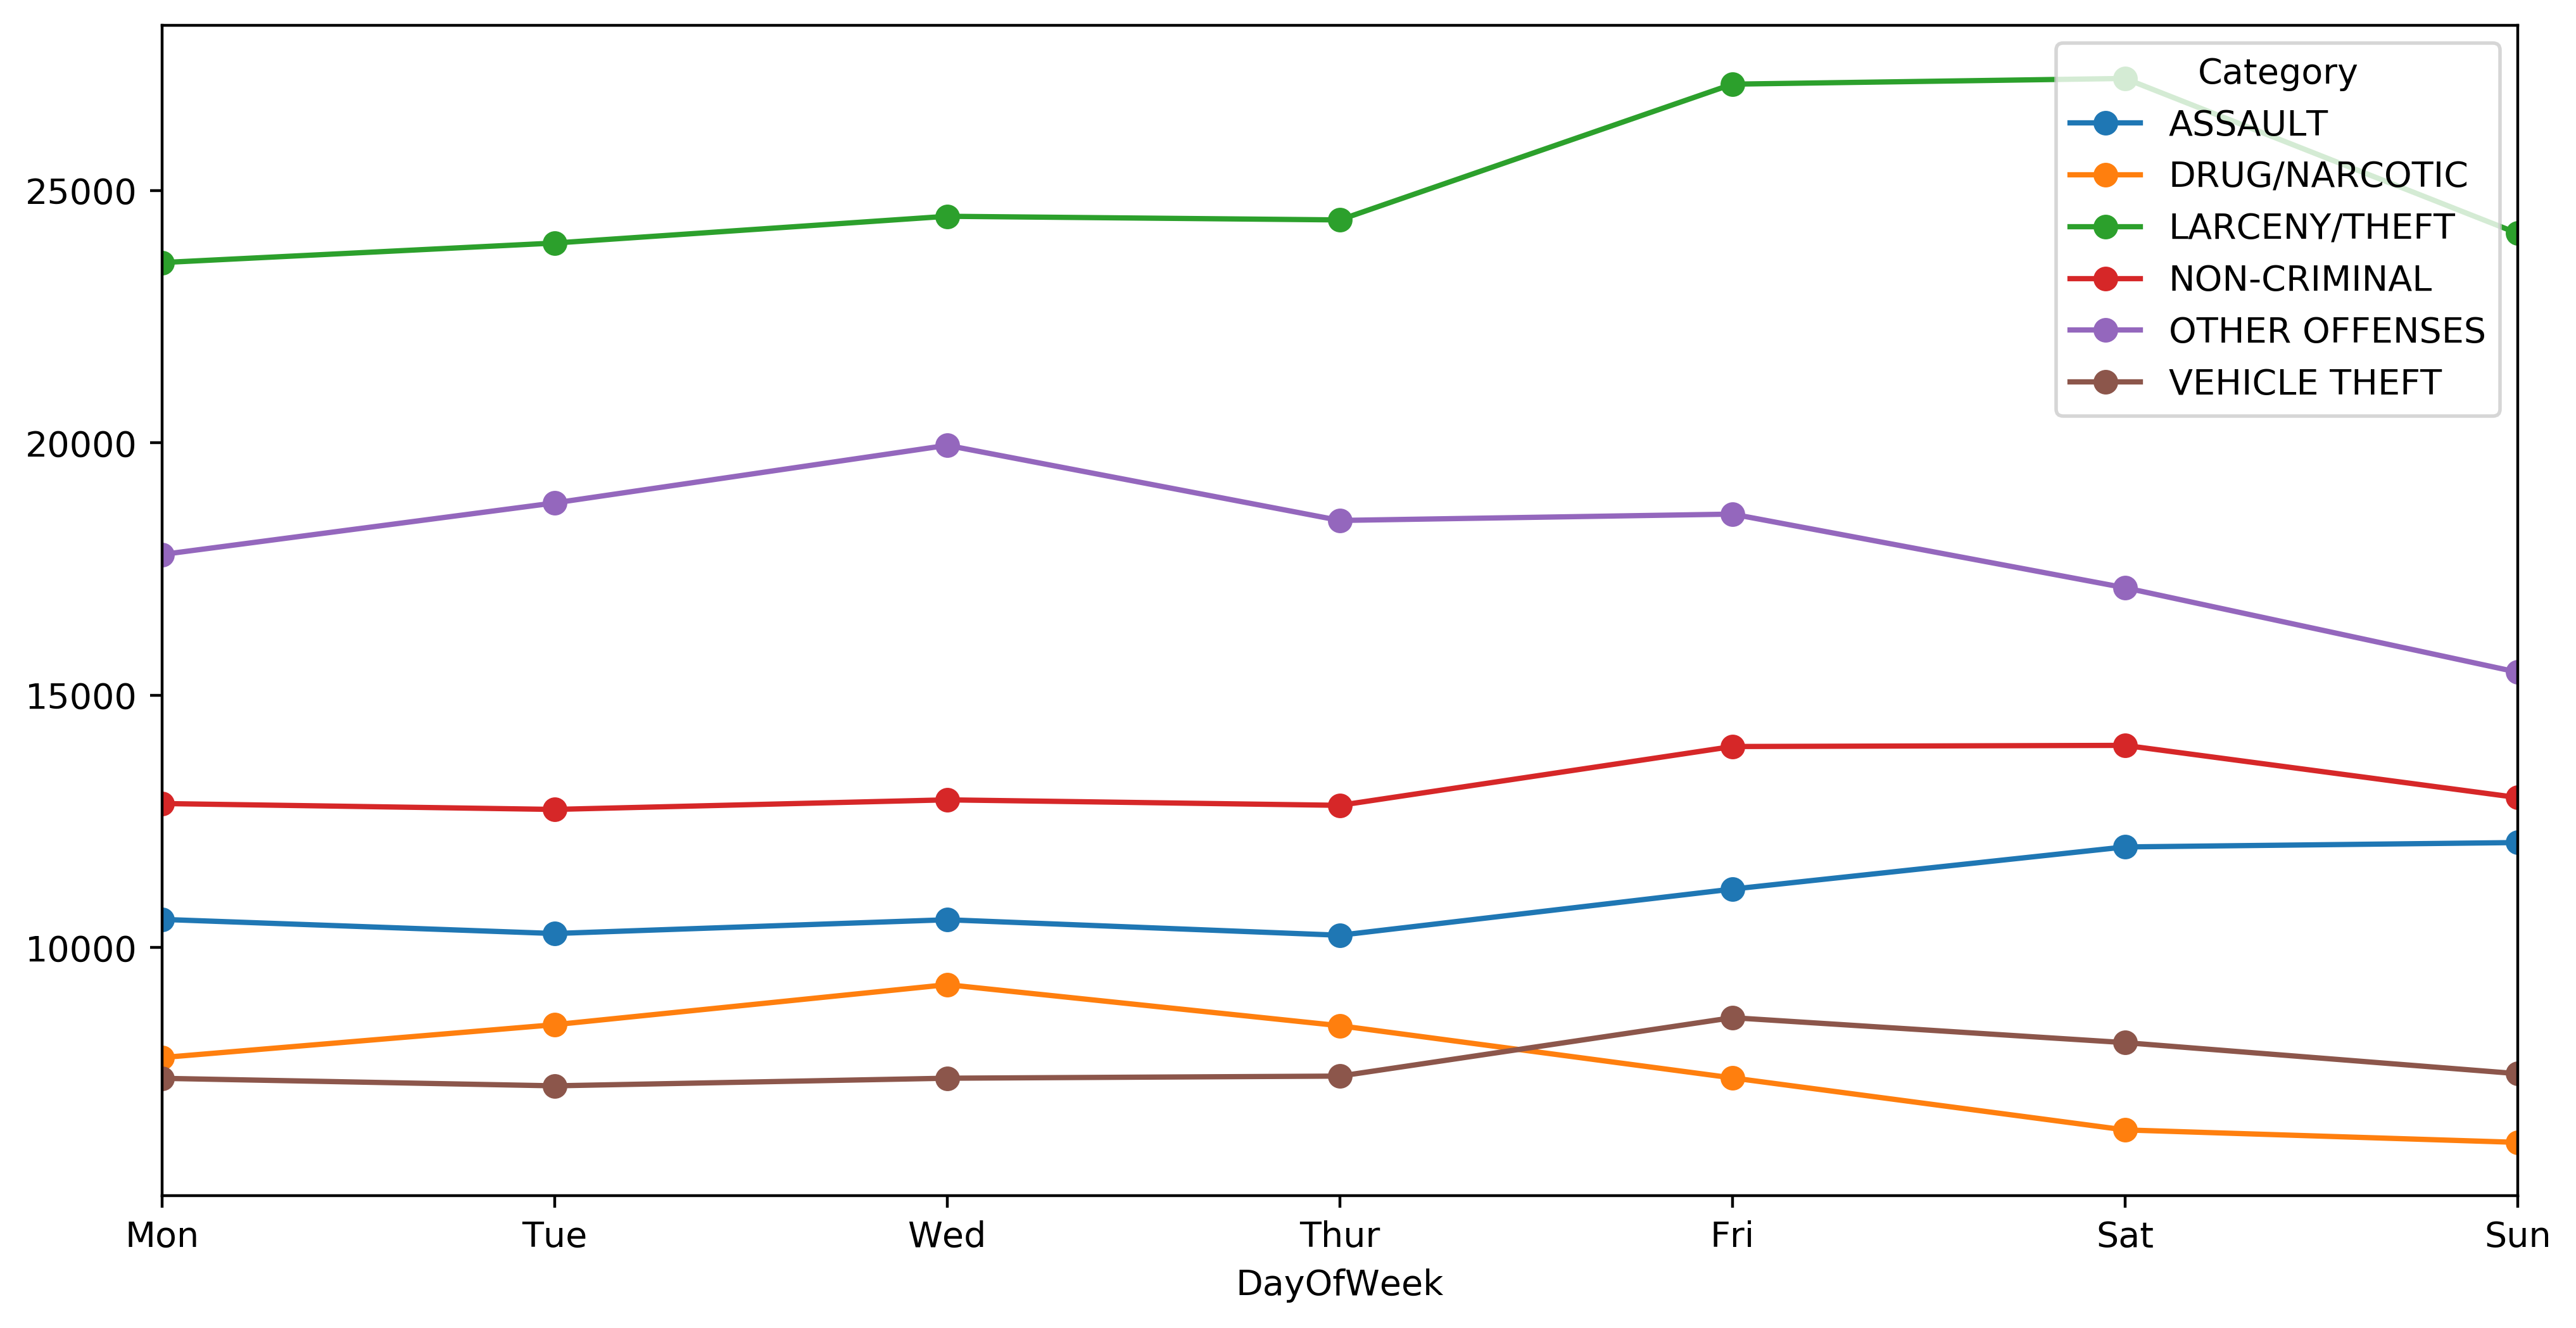 Category
ASSAULT
DRUG/NARCOTIC
LARCENY/THEFT
NON-CRIMINAL
OTHER OFFENSES
VEHICLE THEFT
25000
20000
15000
10000
Mon Tue Wed Thur Fri Sat Sun
DayOfWeek